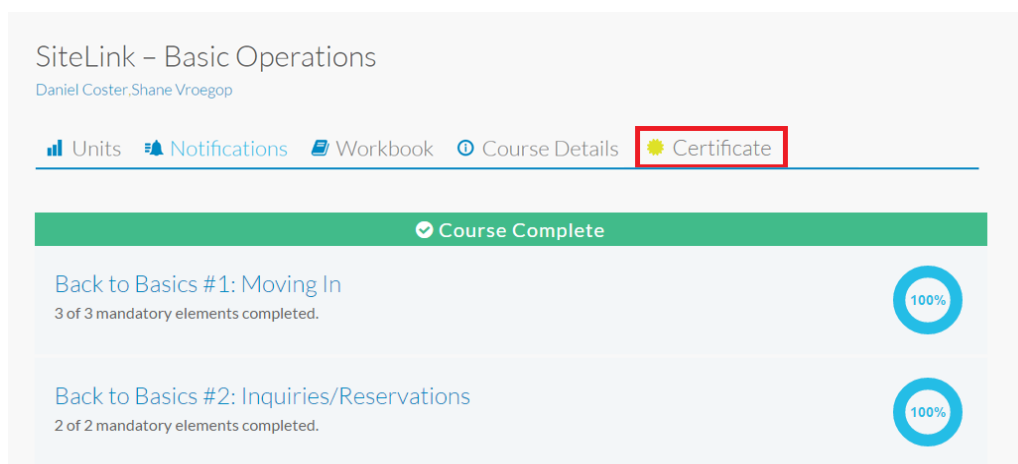 SiteLink – Basic Operations
Daniel Coster,Shane Vroegop
Units Notifications Workbook Course Details Certificate
Course Complete
Back to Basics #1: Moving In
3 of 3 mandatory elements completed.
100%
Back to Basics #2: Inquiries/Reservations
2 of 2 mandatory elements completed.
100%